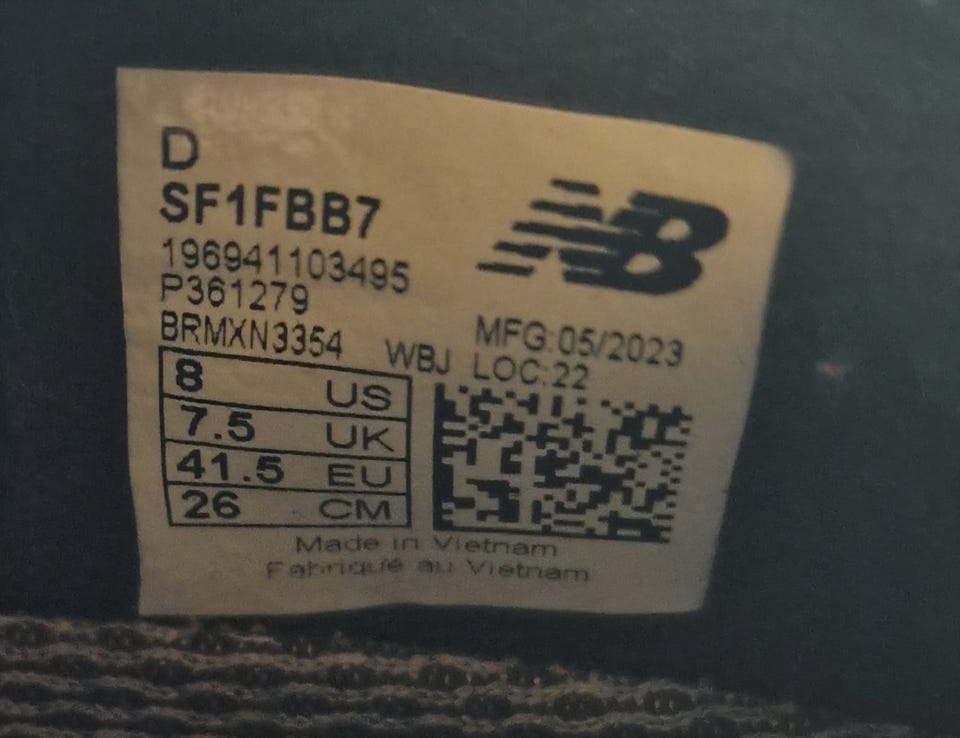 D
SF1FBB7
196941103495
P361279
BRMXN3354
NB
MFG:05/2023
WBJ LOC:22
8 US
7.5 UK
41.5 EU
26 CM
Made in Vietnam
Fabriqué au Vietnam